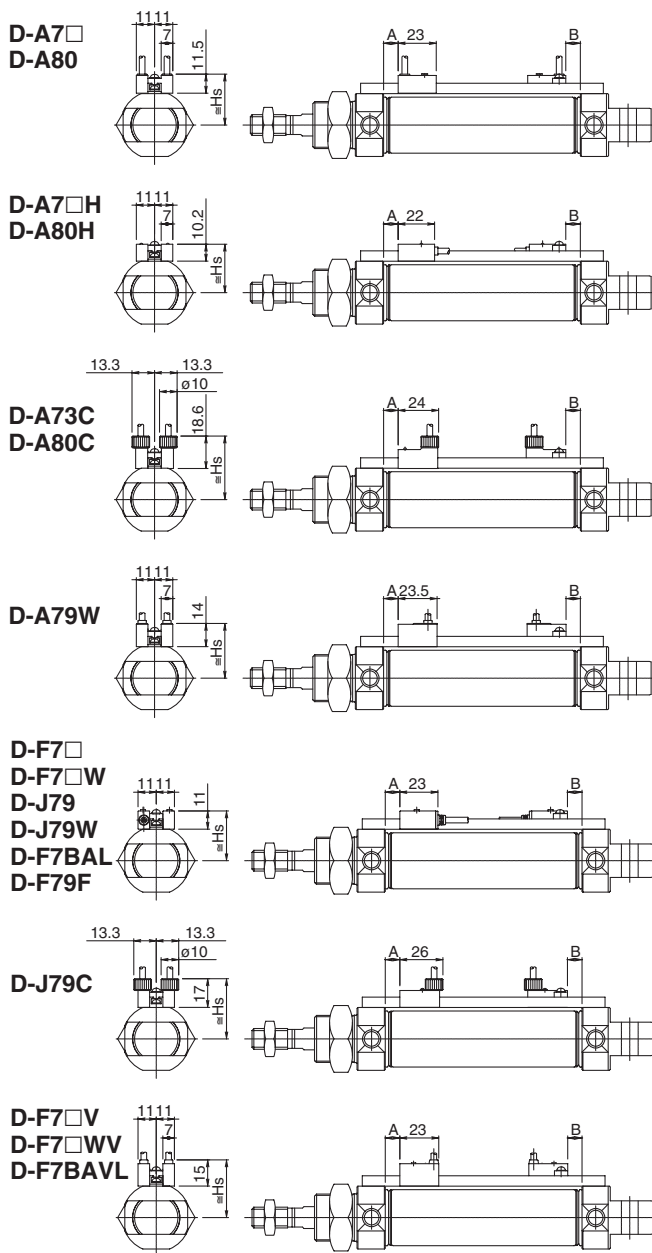 D-A7□
D-A80
11 11
7
11.5
≅Hs
A 23
B
D-A7□H
D-A80H
11 11
7
10.2
≅Hs
A 22
B
D-A73C
D-A80C
13.3 13.3
ø10
18.6
≅Hs
A 24
B
D-A79W
11 11
7
14
≅Hs
A 23.5
B
D-F7□
D-F7□W
D-J79
D-J79W
D-F7BAL
D-F79F
11 11
11
≅Hs
A 23
B
D-J79C
13.3 13.3
ø10
17
≅Hs
A 26
B
D-F7□V
D-F7□WV
D-F7BAVL
11 11
7
15
≅Hs
A 23
B